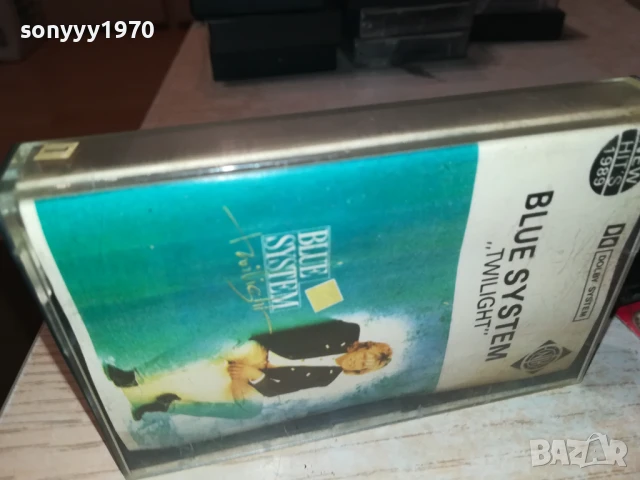 sonyyy1970
NEW
HITS
1989
BLUE SYSTEM
„TWILIGHT"
DOLBY SYSTEM
BLUE
SYSTEM
Twilight
BAZAR